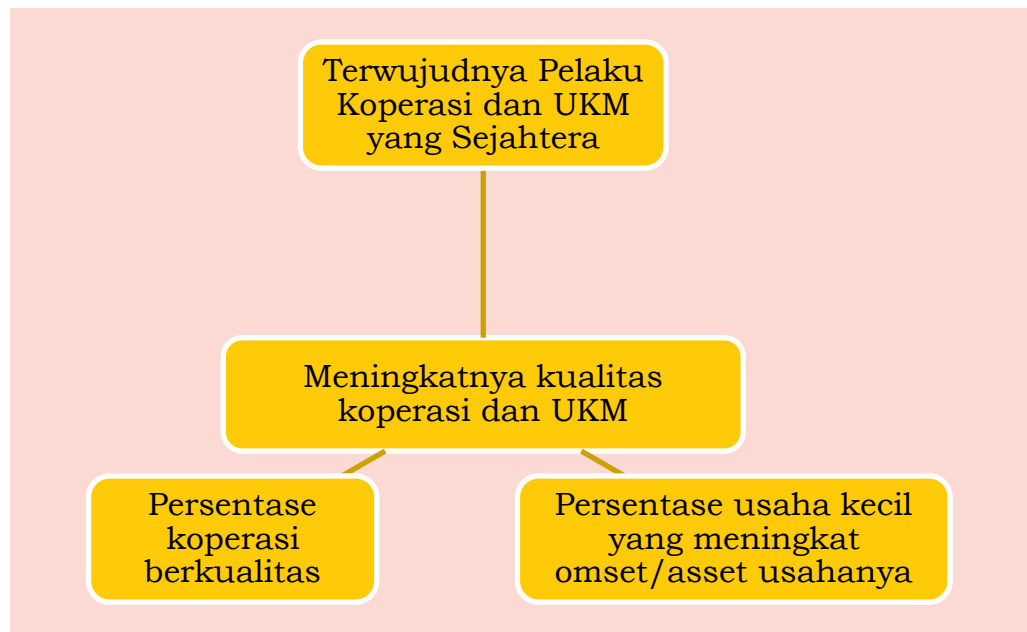 Terwujudnya Pelaku
Koperasi dan UKM
yang Sejahtera
Meningkatnya kualitas
koperasi dan UKM
Persentase
koperasi
berkualitas
Persentase usaha kecil
yang meningkat
omset/asset usahanya